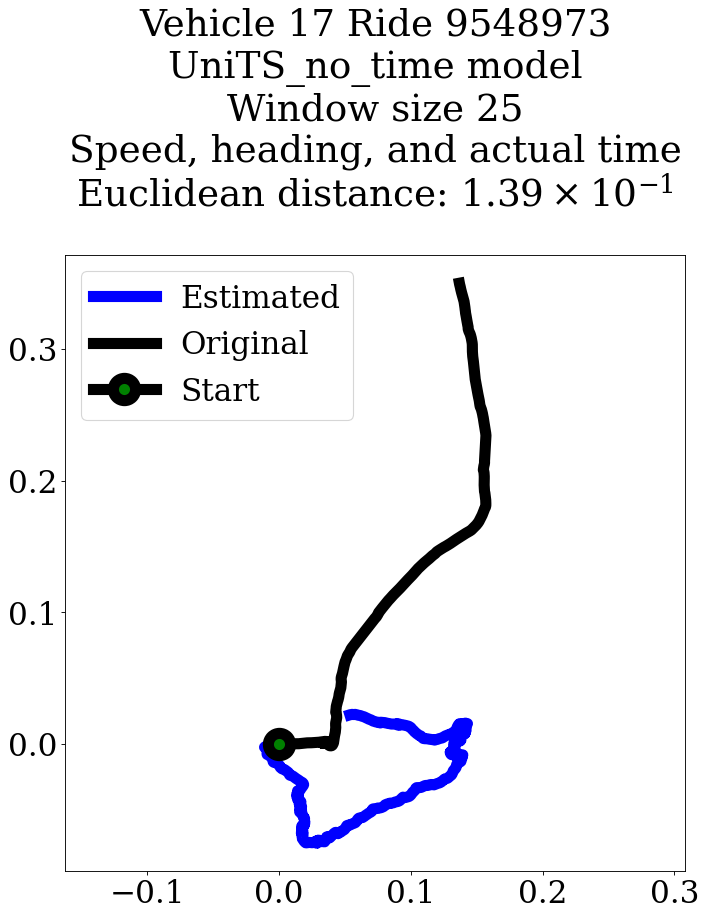 Vehicle 17 Ride 9548973
UniTS_no_time model
Window size 25
Speed, heading, and actual time
Euclidean distance: 1.39 × 10⁻¹
Estimated
Original
Start
0.3
0.2
0.1
0.0
−0.1 0.0 0.1 0.2 0.3